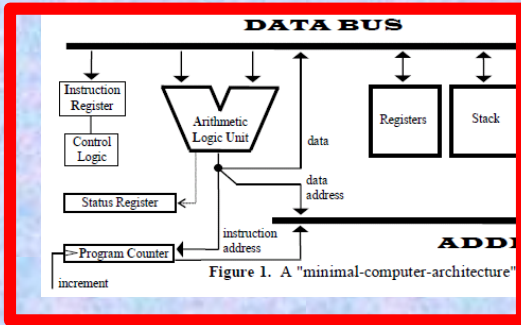 DATA BUS
Instruction
Register
Arithmetic
Logic Unit
Registers
Stack
Control
Logic
data
data
address
Status Register
instruction
address
Program Counter
increment
Figure 1. A "minimal-computer-architecture"